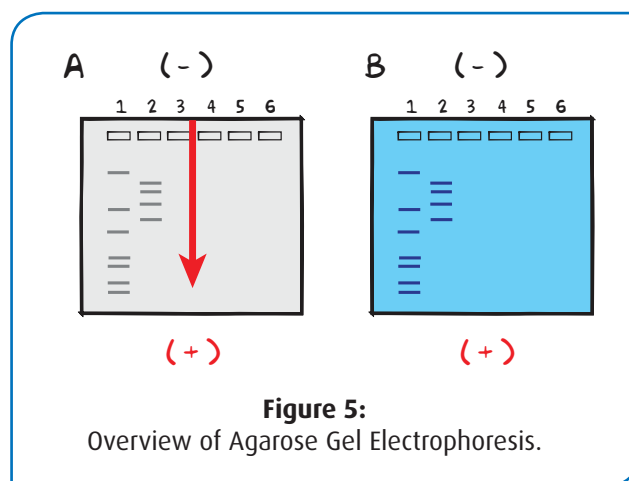 A (-) B (-)
1 2 3 4 5 6 1 2 3 4 5 6
(+) (+)
Figure 5:
Overview of Agarose Gel Electrophoresis.